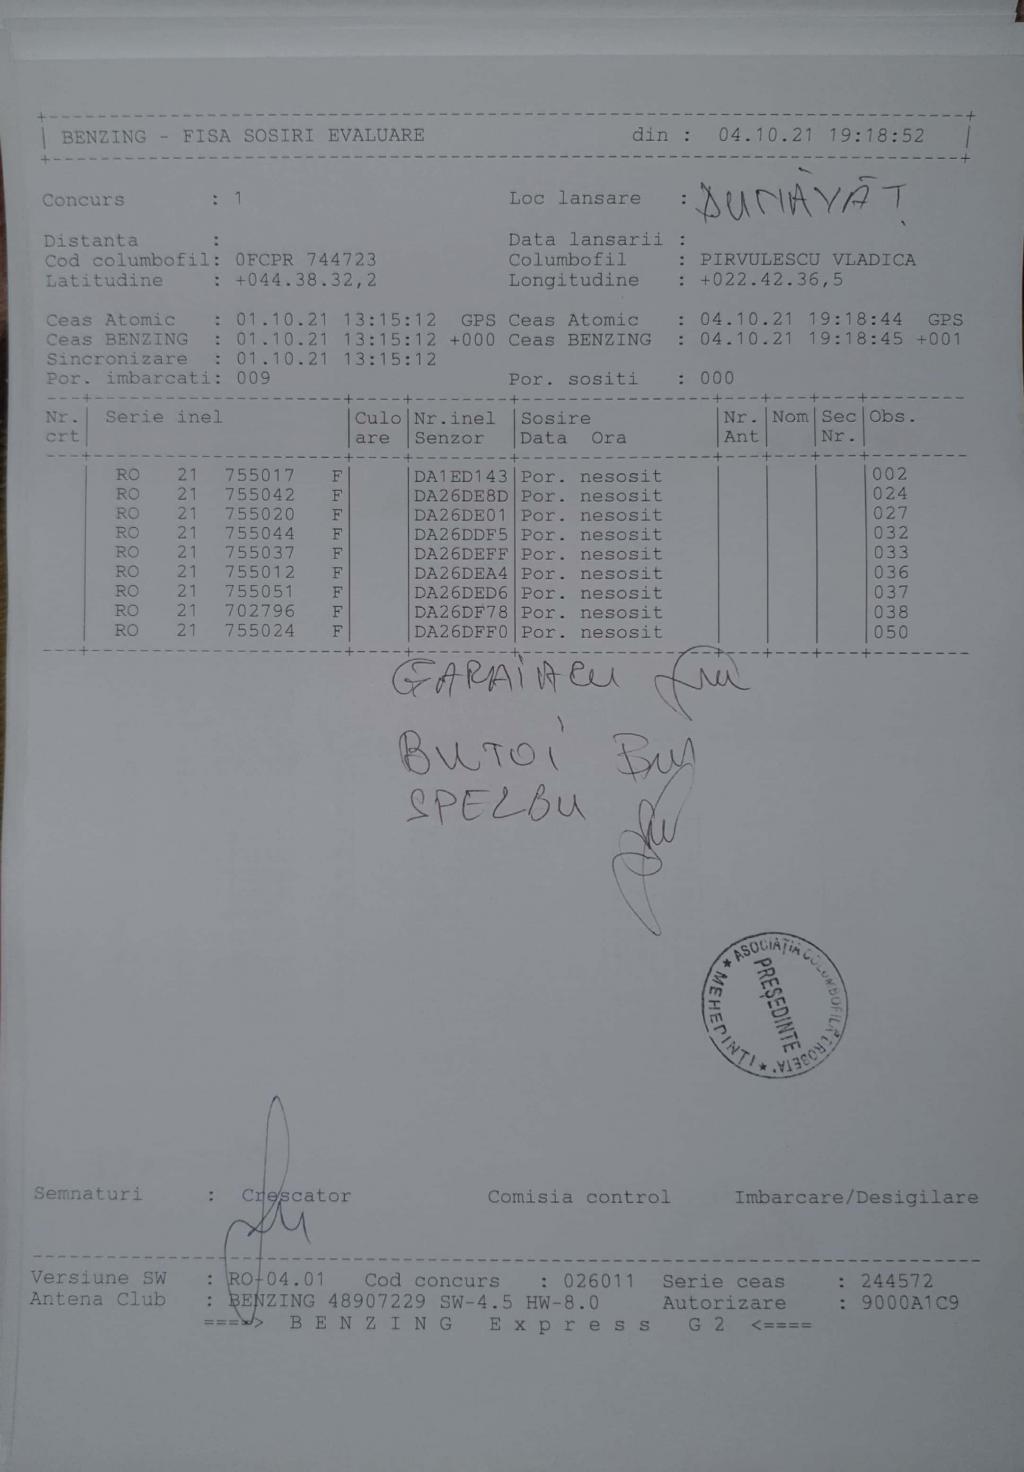 BENZING - FISA SOSIRI EVALUARE din : 04.10.21 19:18:52
Concurs : 1 Loc lansare : DUNĂVĂȚ
Distanta : Data lansarii :
Cod columbofil: 0FCPR 744723 Columbofil : PIRVULESCU VLADICA
Latitudine : +044.38.32,2 Longitudine : +022.42.36,5
Ceas Atomic : 01.10.21 13:15:12 GPS Ceas Atomic : 04.10.21 19:18:44 GPS
Ceas BENZING : 01.10.21 13:15:12 +000 Ceas BENZING : 04.10.21 19:18:45 +001
Sincronizare : 01.10.21 13:15:12
Por. imbarcati: 009 Por. sositi : 000
Nr. Serie inel Culo Nr.inel Sosire Nr. Nom Sec Obs.
crt are Senzor Data Ora Ant Nr.
RO 21 755017 F DA1ED143 Por. nesosit 002
RO 21 755042 F DA26DE8D Por. nesosit 024
RO 21 755020 F DA26DE01 Por. nesosit 027
RO 21 755044 F DA26DDF5 Por. nesosit 032
RO 21 755037 F DA26DEFF Por. nesosit 033
RO 21 755012 F DA26DEA4 Por. nesosit 036
RO 21 755051 F DA26DED6 Por. nesosit 037
RO 21 702796 F DA26DF78 Por. nesosit 038
RO 21 755024 F DA26DFF0 Por. nesosit 050
BUTOI
ASOCIAȚIA COLUMBOFILĂ
PREȘEDINTE
MEHEDINȚI
Semnaturi : Crescator Comisia control Imbarcare/Desigilare
Versiune SW : RO-04.01 Cod concurs : 026011 Serie ceas : 244572
Antena Club : BENZING 48907229 SW-4.5 HW-8.0 Autorizare : 9000A1C9
====> B E N Z I N G E x p r e s s G 2 <====